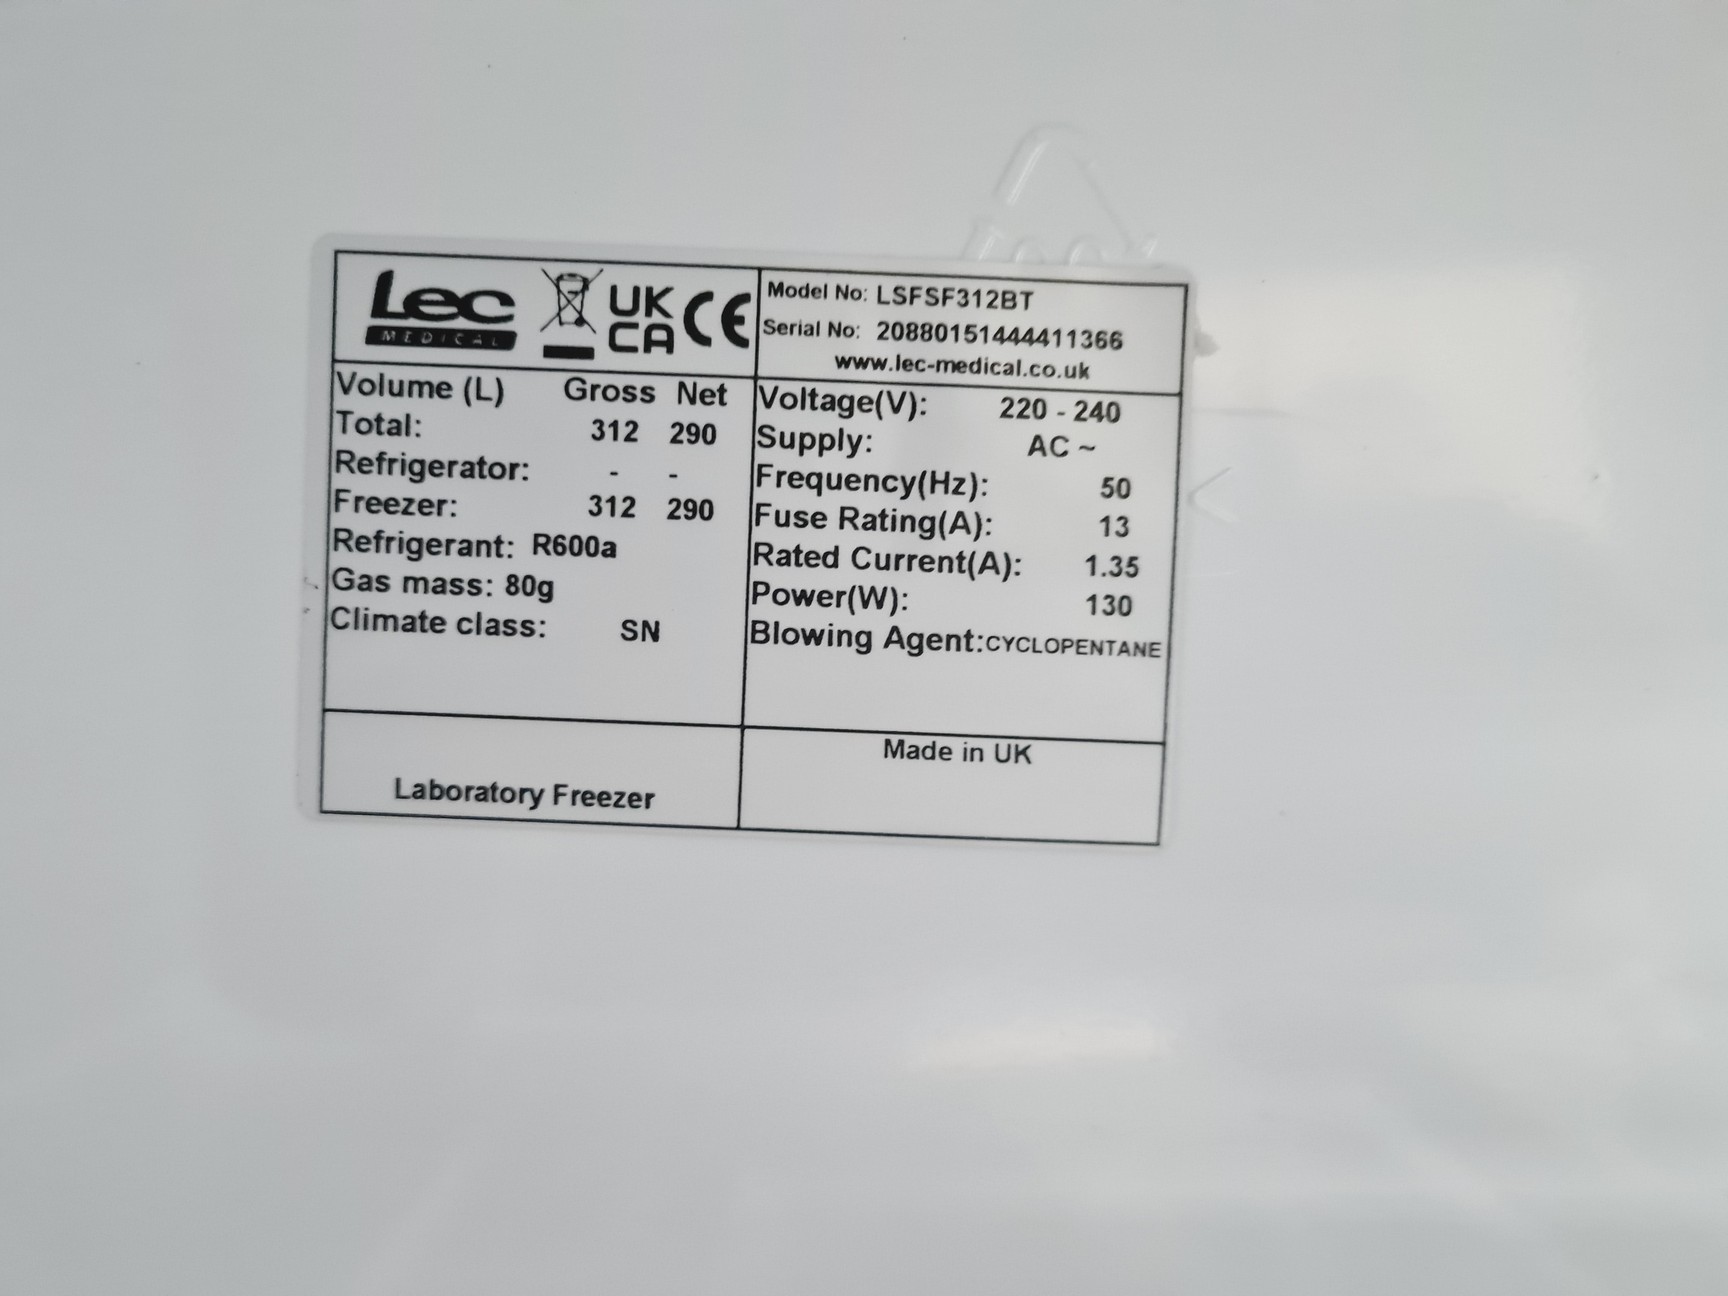 Lec
MEDICAL
UK
CA
CE
Model No: LSFSF312BT
Serial No: 20880151444411366
www.lec-medical.co.uk
Volume (L) Gross Net
Total: 312 290
Refrigerator: - -
Freezer: 312 290
Refrigerant: R600a
Gas mass: 80g
Climate class: SN
Voltage(V): 220 - 240
Supply: AC ~
Frequency(Hz): 50
Fuse Rating(A): 13
Rated Current(A): 1.35
Power(W): 130
Blowing Agent:CYCLOPENTANE
Laboratory Freezer
Made in UK